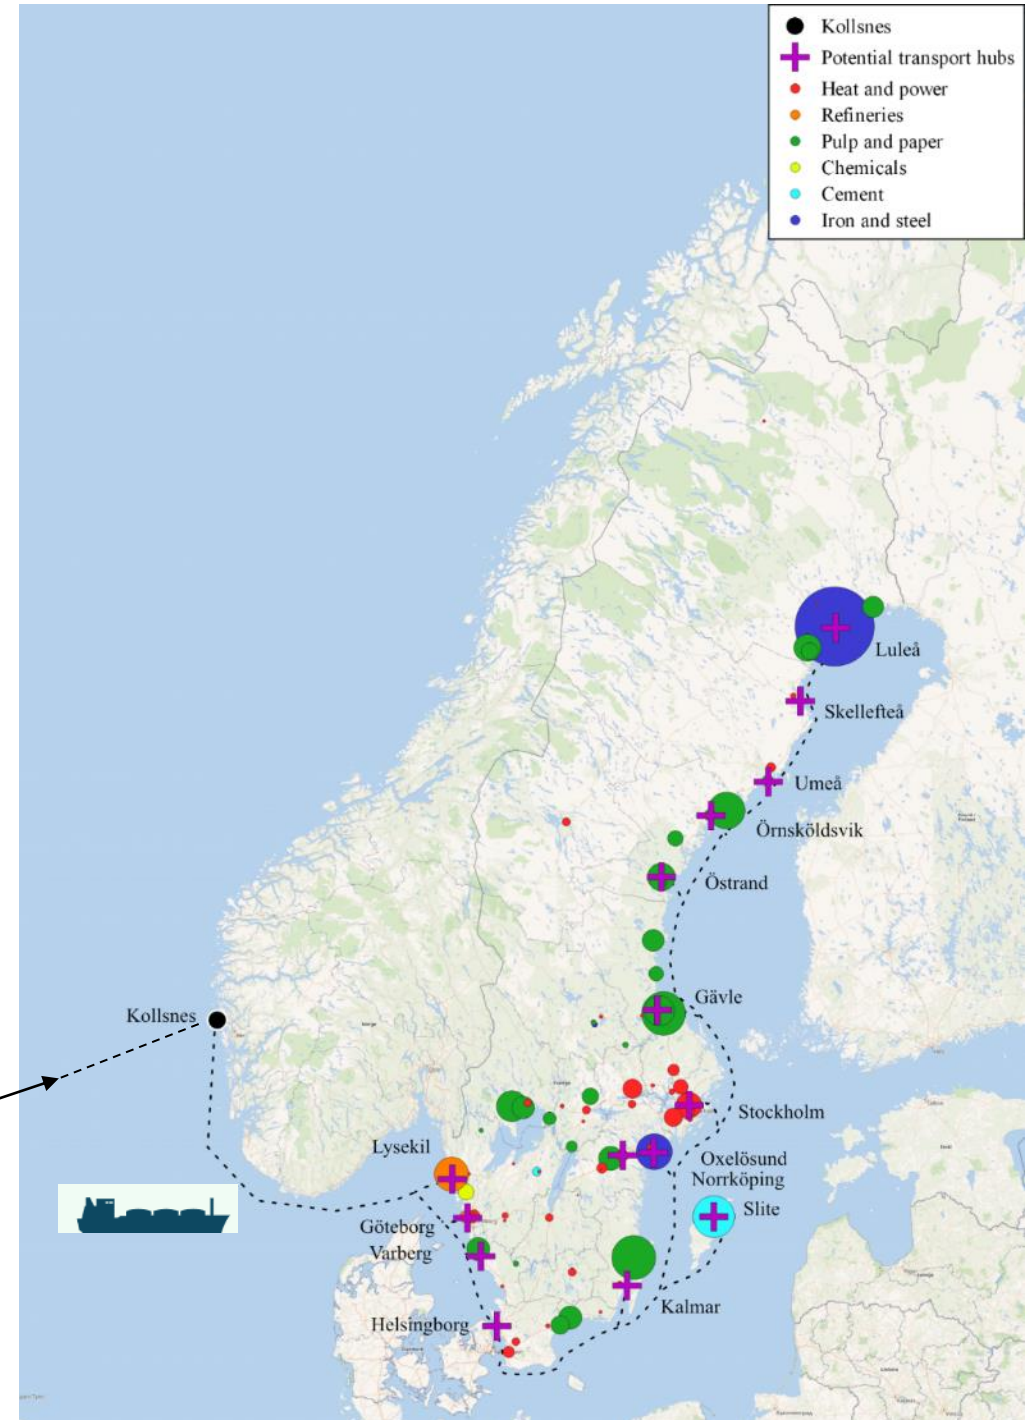 Kollsnes
Potential transport hubs
Heat and power
Refineries
Pulp and paper
Chemicals
Cement
Iron and steel
Luleå
Skellefteå
Umeå
Örnsköldsvik
Östrand
Gävle
Kollsnes
Stockholm
Lysekil
Oxelösund
Norrköping
Slite
Göteborg
Varberg
Kalmar
Helsingborg